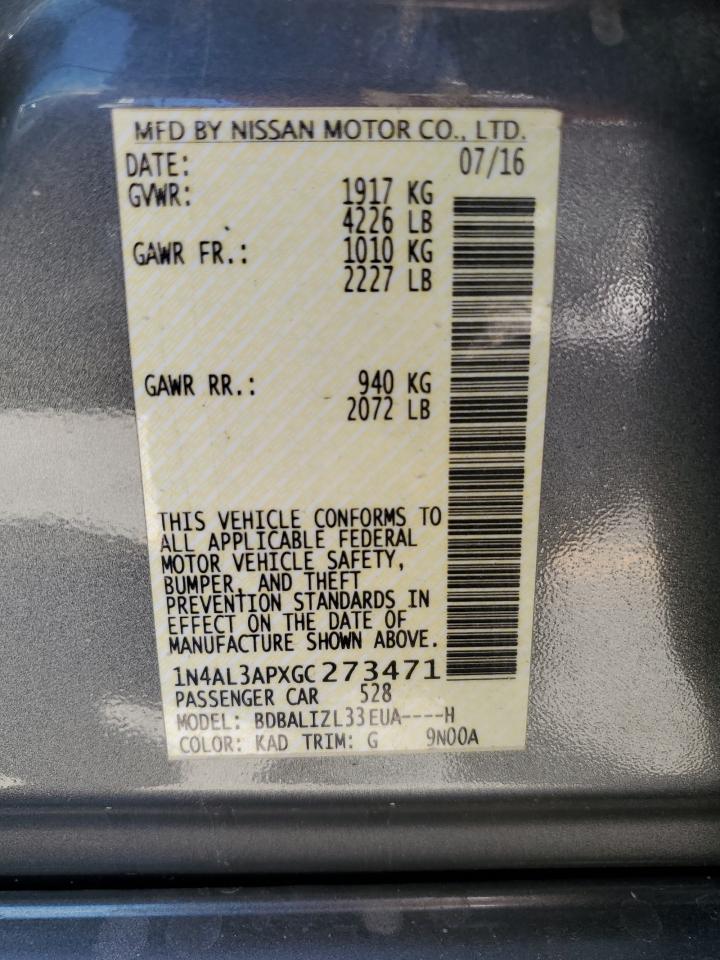 MFD BY NISSAN MOTOR CO., LTD.
DATE: 07/16
GVWR: 1917 KG
4226 LB
GAWR FR.: 1010 KG
2227 LB
GAWR RR.: 940 KG
2072 LB
THIS VEHICLE CONFORMS TO
ALL APPLICABLE FEDERAL
MOTOR VEHICLE SAFETY,
BUMPER, AND THEFT
PREVENTION STANDARDS IN
EFFECT ON THE DATE OF
MANUFACTURE SHOWN ABOVE.
1N4AL3APXGC273471
PASSENGER CAR 528
MODEL: BDBALIZL33EUA----H
COLOR: KAD TRIM: G 9N00A